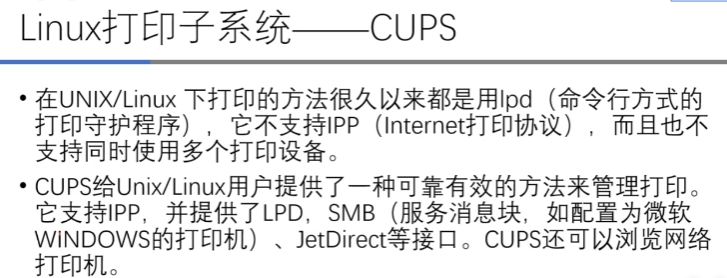 Linux打印子系统——CUPS
• 在UNIX/Linux 下打印的方法很久以来都是用lpd（命令行方式的
打印守护程序），它不支持IPP（Internet打印协议），而且也不
支持同时使用多个打印设备。
• CUPS给Unix/Linux用户提供了一种可靠有效的方法来管理打印。
它支持IPP，并提供了LPD，SMB（服务消息块，如配置为微软
WINDOWS的打印机）、JetDirect等接口。CUPS还可以浏览网络
打印机。